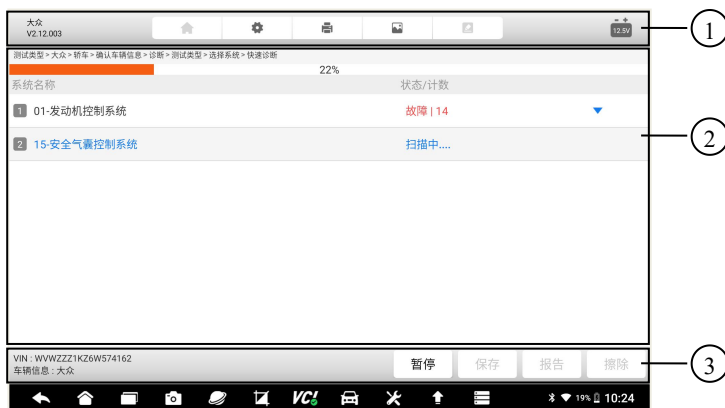 大众
V2.12.003
12.5V
1
测试类型 > 大众 > 轿车 > 确认车辆信息 > 诊断 > 测试类型 > 选择系统 > 快速诊断
22%
系统名称 状态/计数
1 01-发动机控制系统 故障 | 14
2 15-安全气囊控制系统 扫描中....
2
VIN : WVWZZZ1KZ6W574162
车辆信息 : 大众
暂停 保存 报告 擦除
3
VC!
19% 10:24